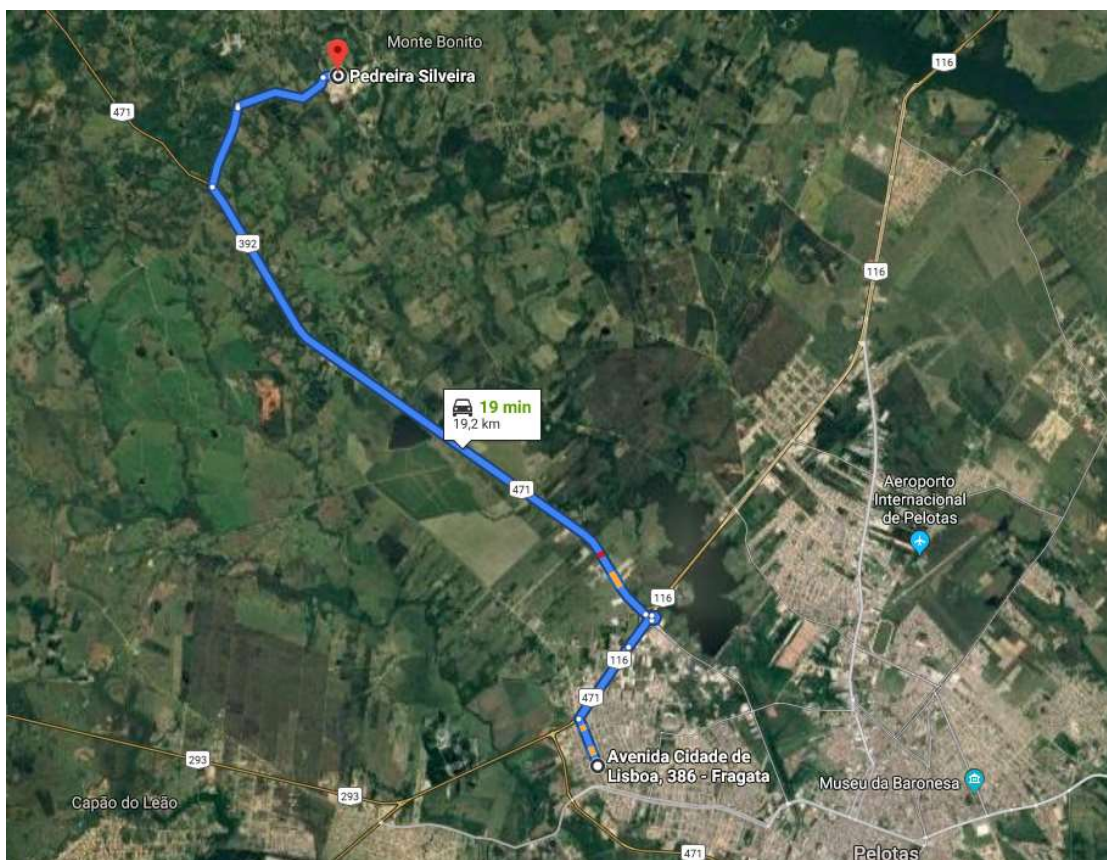 Monte Bonito
Pedreira Silveira
116
471
392
116
19 min
19,2 km
471
Aeroporto
Internacional
de Pelotas
116
116
471
293
Avenida Cidade de
Lisboa, 386 - Fragata
Museu da Baronesa
Capão do Leão
293
471
Pelotas